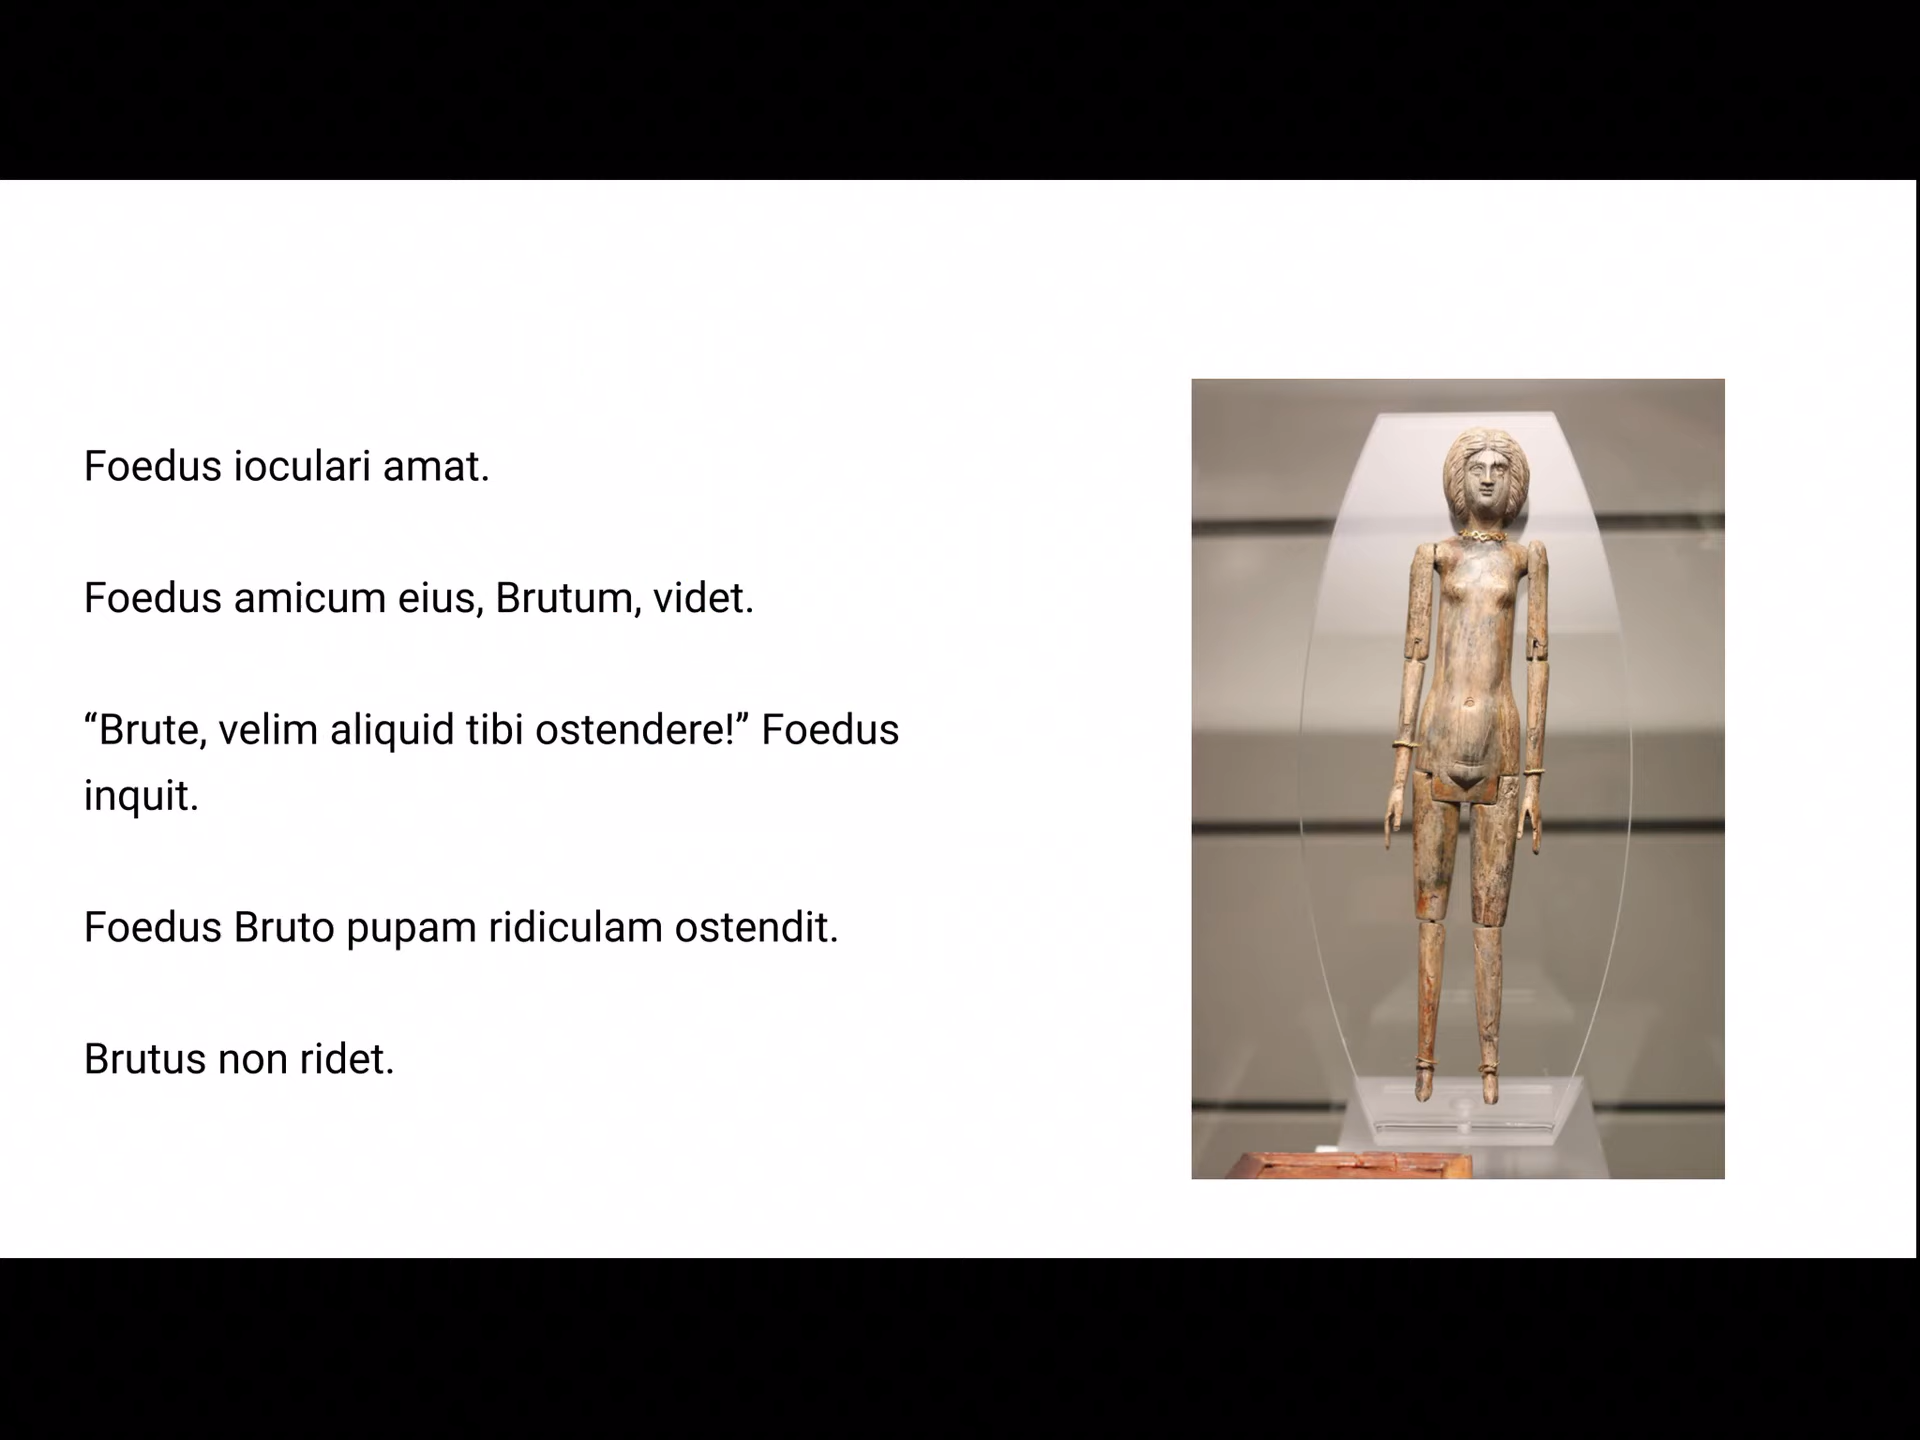 Foedus ioculari amat.
Foedus amicum eius, Brutum, videt.
“Brute, velim aliquid tibi ostendere!” Foedus
inquit.
Foedus Bruto pupam ridiculam ostendit.
Brutus non ridet.